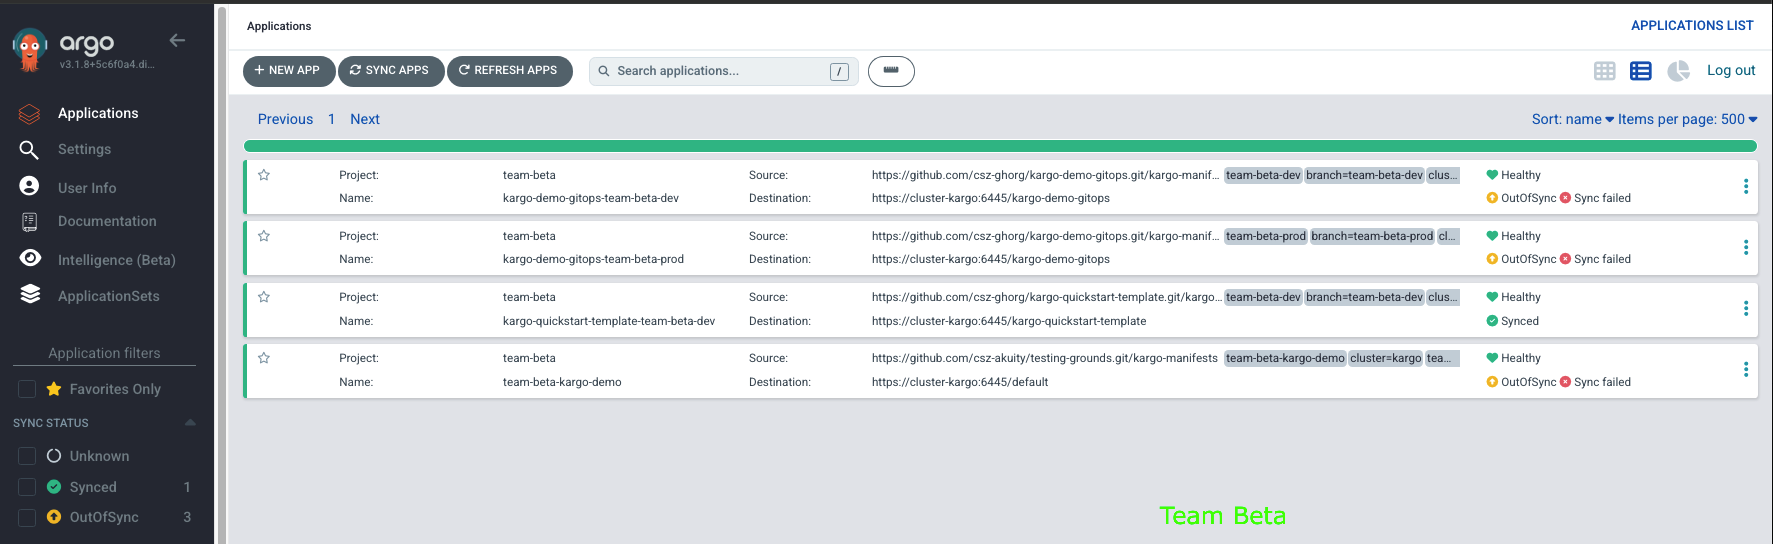 argo
v3.1.8+5c6f0a4.di...
Applications
Settings
User Info
Documentation
Intelligence (Beta)
ApplicationSets
Application filters
Favorites Only
SYNC STATUS
Unknown
Synced 1
OutOfSync 3
Applications
APPLICATIONS LIST
+ NEW APP SYNC APPS REFRESH APPS Search applications... / Log out
Previous 1 Next Sort: name Items per page: 500
Project: team-beta Source: https://github.com/csz-ghorg/kargo-demo-gitops.git/kargo-manif... team-beta-dev branch=team-beta-dev clus... Healthy
Name: kargo-demo-gitops-team-beta-dev Destination: https://cluster-kargo:6445/kargo-demo-gitops OutOfSync Sync failed
Project: team-beta Source: https://github.com/csz-ghorg/kargo-demo-gitops.git/kargo-manif... team-beta-prod branch=team-beta-prod cl... Healthy
Name: kargo-demo-gitops-team-beta-prod Destination: https://cluster-kargo:6445/kargo-demo-gitops OutOfSync Sync failed
Project: team-beta Source: https://github.com/csz-ghorg/kargo-quickstart-template.git/kargo... team-beta-dev branch=team-beta-dev clus... Healthy
Name: kargo-quickstart-template-team-beta-dev Destination: https://cluster-kargo:6445/kargo-quickstart-template Synced
Project: team-beta Source: https://github.com/csz-akuity/testing-grounds.git/kargo-manifests team-beta-kargo-demo cluster=kargo tea... Healthy
Name: team-beta-kargo-demo Destination: https://cluster-kargo:6445/default OutOfSync Sync failed
Team Beta